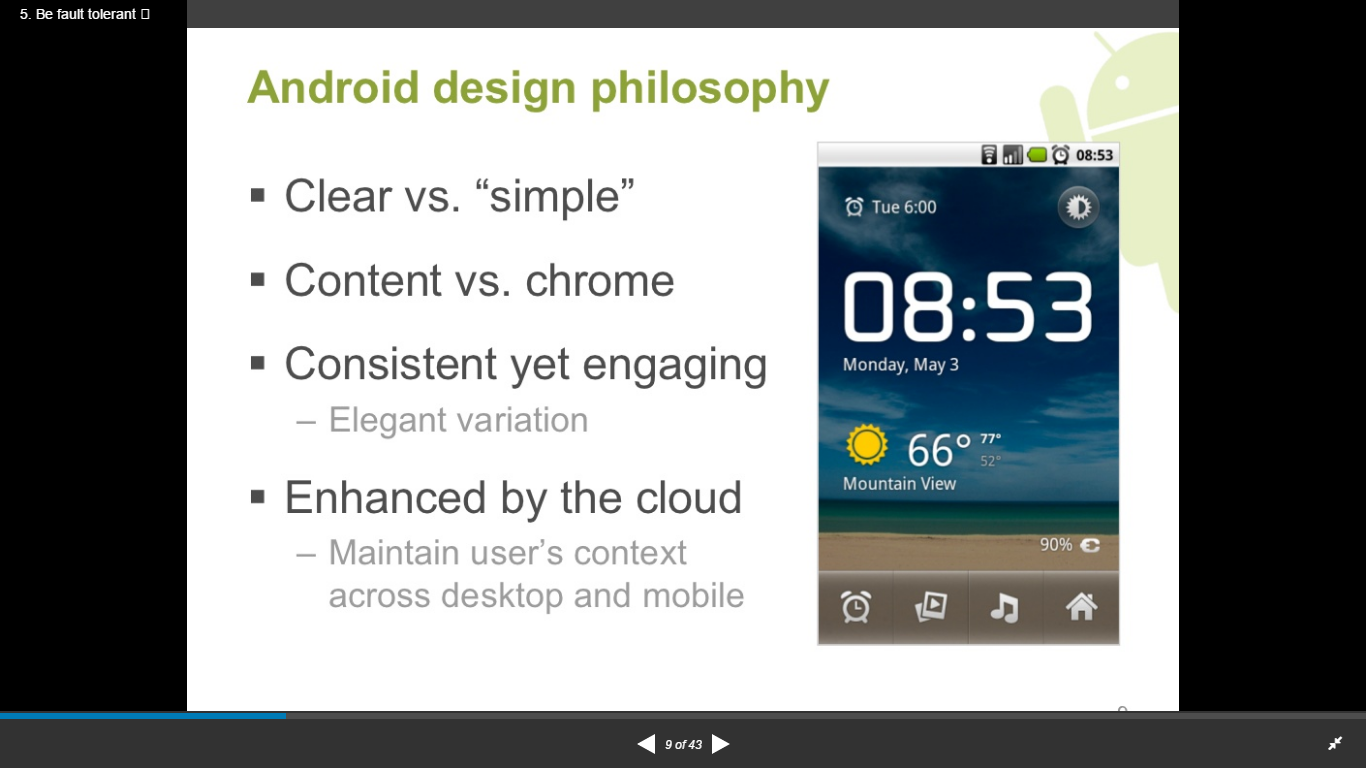 5. Be fault tolerant
Android design philosophy
▪ Clear vs. “simple”
▪ Content vs. chrome
▪ Consistent yet engaging
– Elegant variation
▪ Enhanced by the cloud
– Maintain user’s context
across desktop and mobile
08:53
Tue 6:00
08:53
Monday, May 3
66° 77°
52°
Mountain View
90%
9 of 43